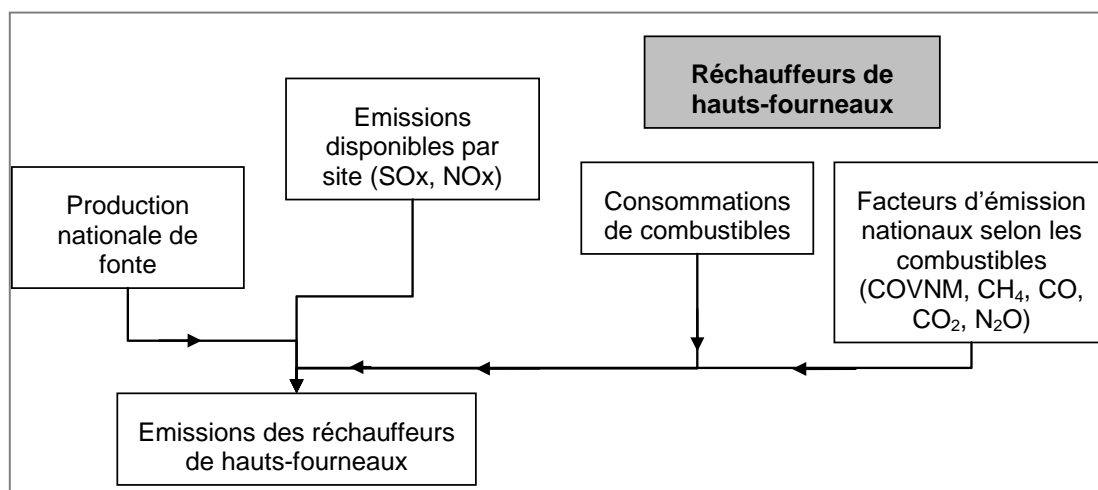 Réchauffeurs de
hauts-fourneaux
Emissions
disponibles par
site (SOx, NOx)
Production
nationale de
fonte
Consommations
de combustibles
Facteurs d'émission
nationaux selon les
combustibles
(COVNM, CH₄, CO,
CO₂, N₂O)
Emissions des réchauffeurs
de hauts-fourneaux